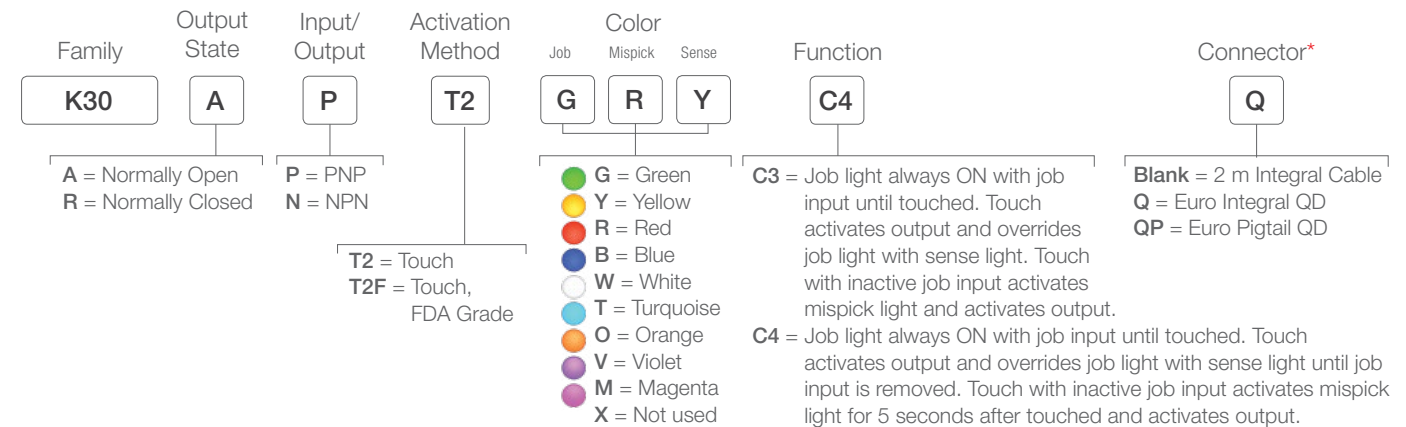 Family
Output
State
Input/
Output
Activation
Method
Color
Job Mispick Sense
Function
Connector*
K30 A P T2 G R Y C4 Q
A = Normally Open
R = Normally Closed
P = PNP
N = NPN
T2 = Touch
T2F = Touch,
FDA Grade
G = Green
Y = Yellow
R = Red
B = Blue
W = White
T = Turquoise
O = Orange
V = Violet
M = Magenta
X = Not used
C3 = Job light always ON with job
input until touched. Touch
activates output and overrides
job light with sense light. Touch
with inactive job input activates
mispick light and activates output.
C4 = Job light always ON with job input until touched. Touch
activates output and overrides job light with sense light until job
input is removed. Touch with inactive job input activates mispick
light for 5 seconds after touched and activates output.
Blank = 2 m Integral Cable
Q = Euro Integral QD
QP = Euro Pigtail QD